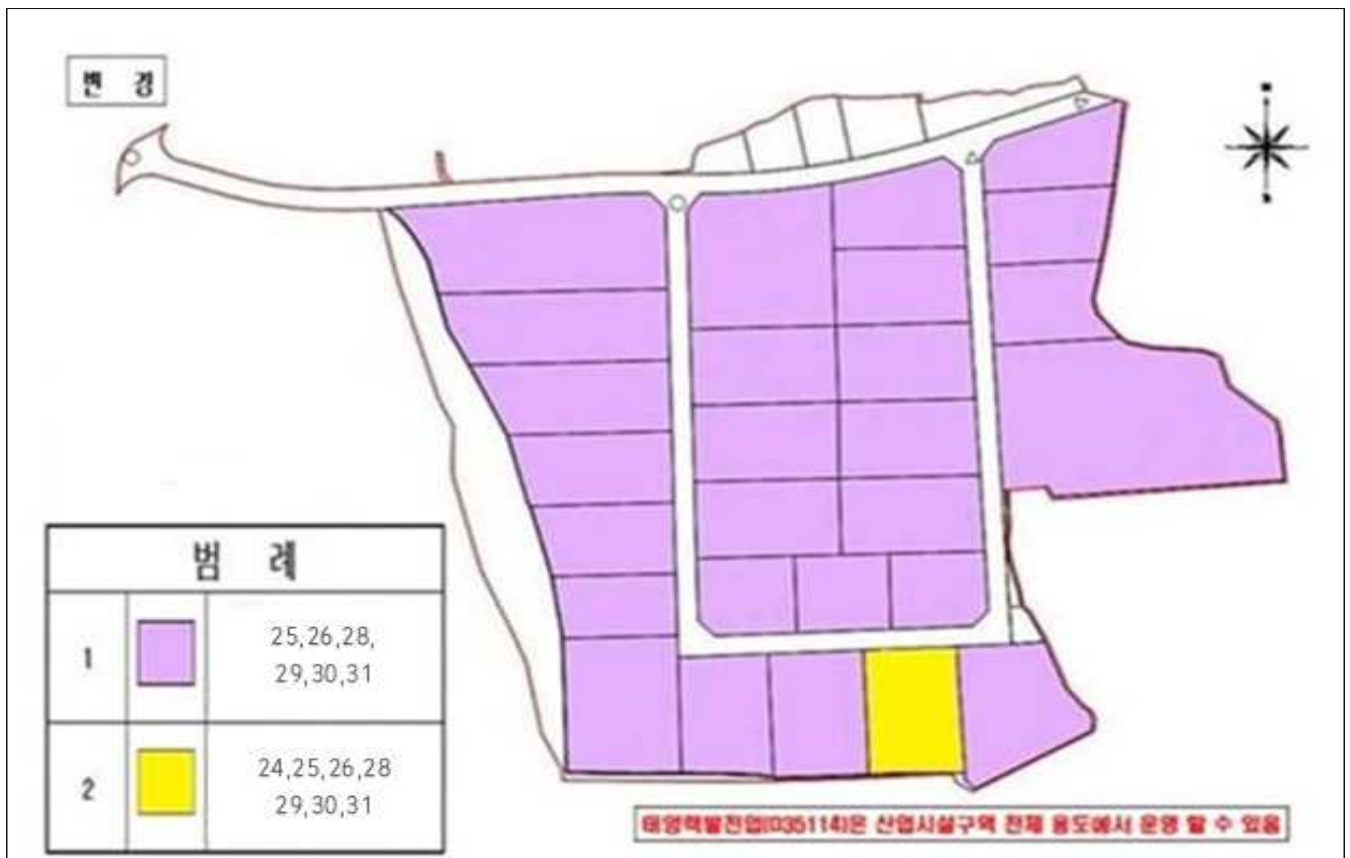 변 경
범 례
1
25,26,28,
29,30,31
2
24,25,26,28
29,30,31
태양력발전업(D35114)은 산업시설구역 전체 용도에서 운영 할 수 있음